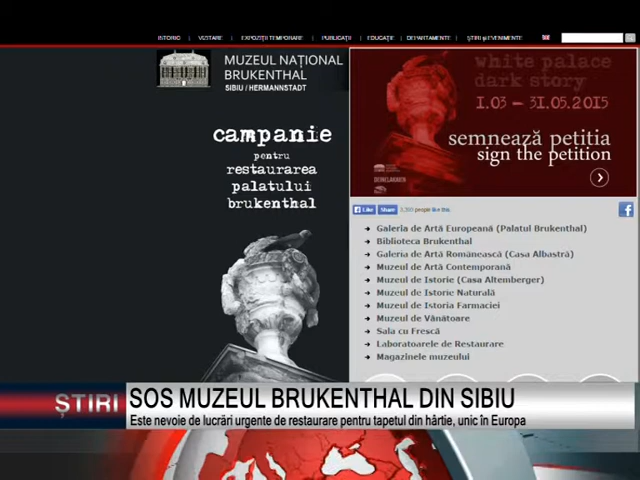 ISTORIC | VIZITARE | EXPOZIȚII TEMPORARE | PUBLICAȚII | EDUCAȚIE | DEPARTAMENTE | ȘTIRI și EVENIMENTE
MUZEUL NAȚIONAL
BRUKENTHAL
SIBIU / HERMANNSTADT
campanie
pentru
restaurarea
palatului
brukenthal
white palace
dark story
1.03 – 31.05.2015
semnează petitia
sign the petition
Like Share people like this.
Galeria de Artă Europeană (Palatul Brukenthal)
Biblioteca Brukenthal
Galeria de Artă Românească (Casa Albastră)
Muzeul de Artă Contemporană
Muzeul de Istorie (Casa Altemberger)
Muzeul de Istorie Naturală
Muzeul de Istoria Farmaciei
Muzeul de Vânătoare
Sala cu Frescă
Laboratoarele de Restaurare
Magazinele muzeului
ȘTIRI
SOS MUZEUL BRUKENTHAL DIN SIBIU
Este nevoie de lucrări urgente de restaurare pentru tapetul din hârtie, unic în Europa